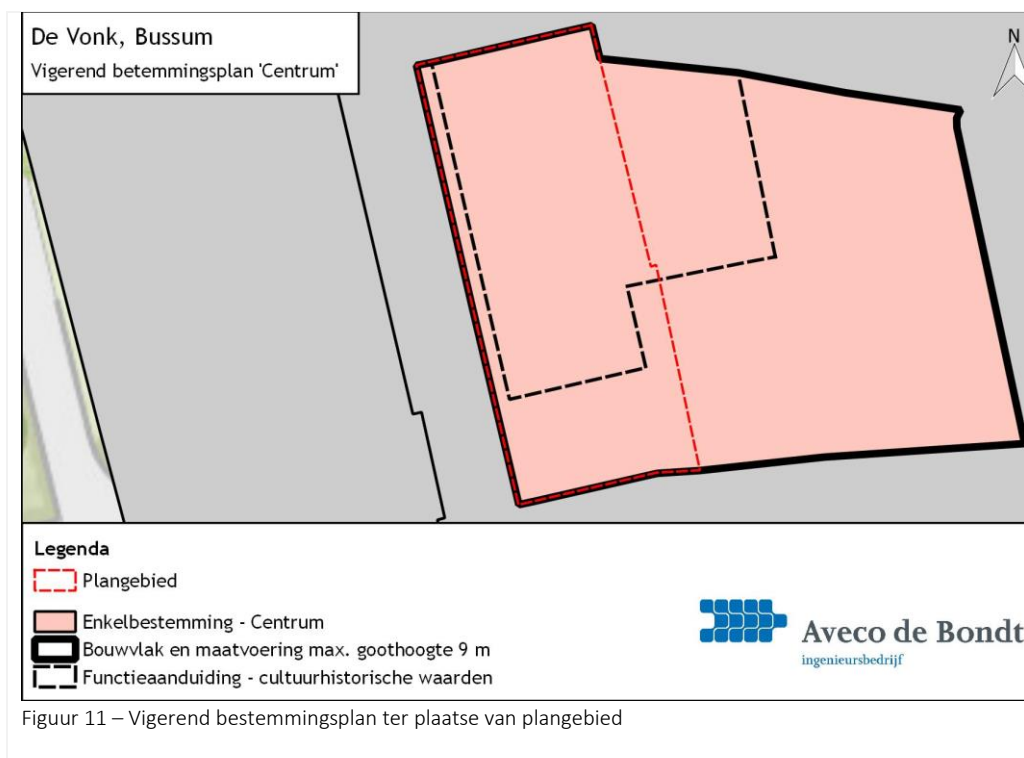 De Vonk, Bussum
Vigerend betemmingsplan 'Centrum'
N
Legenda
Plangebied
Enkelbestemming - Centrum
Bouwvlak en maatvoering max. goothoogte 9 m
Functieaanduiding - cultuurhistorische waarden
Aveco de Bondt
ingenieursbedrijf
Figuur 11 – Vigerend bestemmingsplan ter plaatse van plangebied